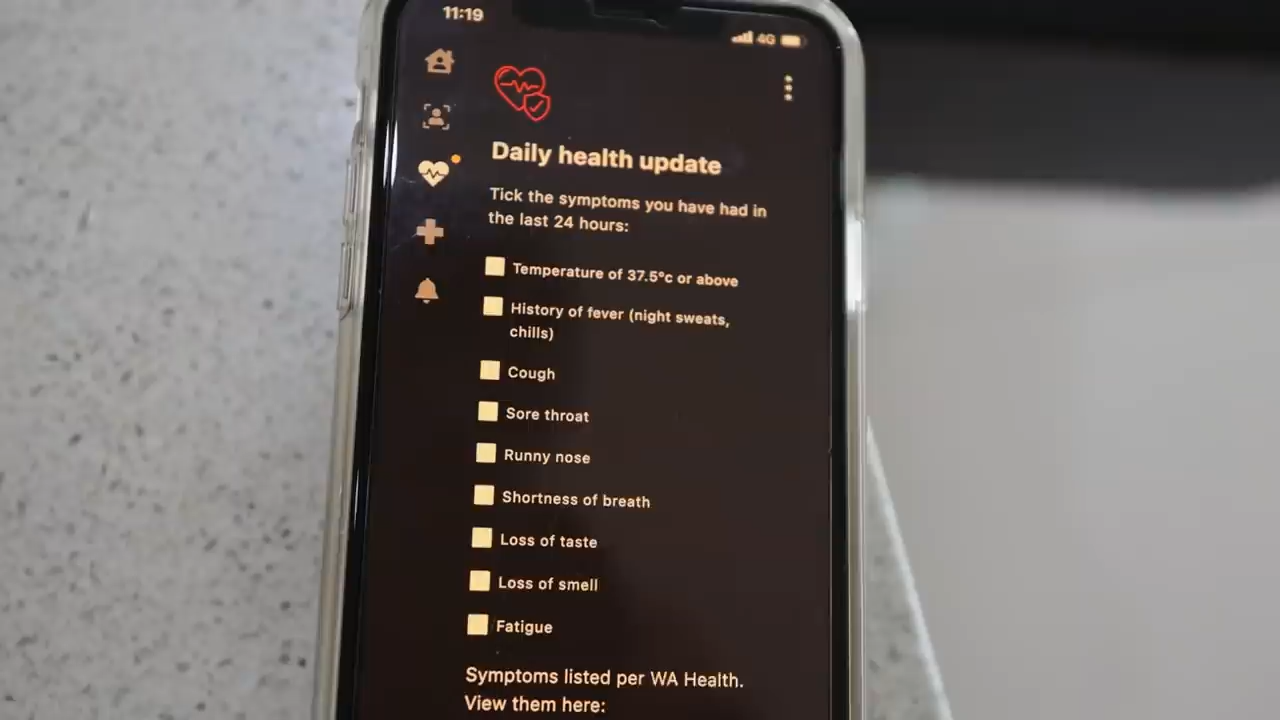 11:19
4G
Daily health update
Tick the symptoms you have had in
the last 24 hours:
Temperature of 37.5°c or above
History of fever (night sweats,
chills)
Cough
Sore throat
Runny nose
Shortness of breath
Loss of taste
Loss of smell
Fatigue
Symptoms listed per WA Health.
View them here: